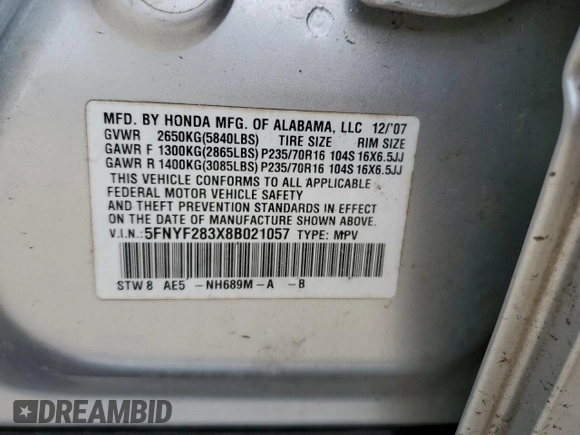 MFD. BY HONDA MFG. OF ALABAMA, LLC 12/'07
GVWR 2650KG(5840LBS) TIRE SIZE RIM SIZE
GAWR F 1300KG(2865LBS) P235/70R16 104S 16X6.5JJ
GAWR R 1400KG(3085LBS) P235/70R16 104S 16X6.5JJ
THIS VEHICLE CONFORMS TO ALL APPLICABLE
FEDERAL MOTOR VEHICLE SAFETY
AND THEFT PREVENTION STANDARDS IN EFFECT
ON THE DATE OF MANUFACTURE SHOWN ABOVE.
V.I.N.:5FNYF283X8B021057 TYPE: MPV
STW8 AE5 -NH689M-A -B
DREAMBID